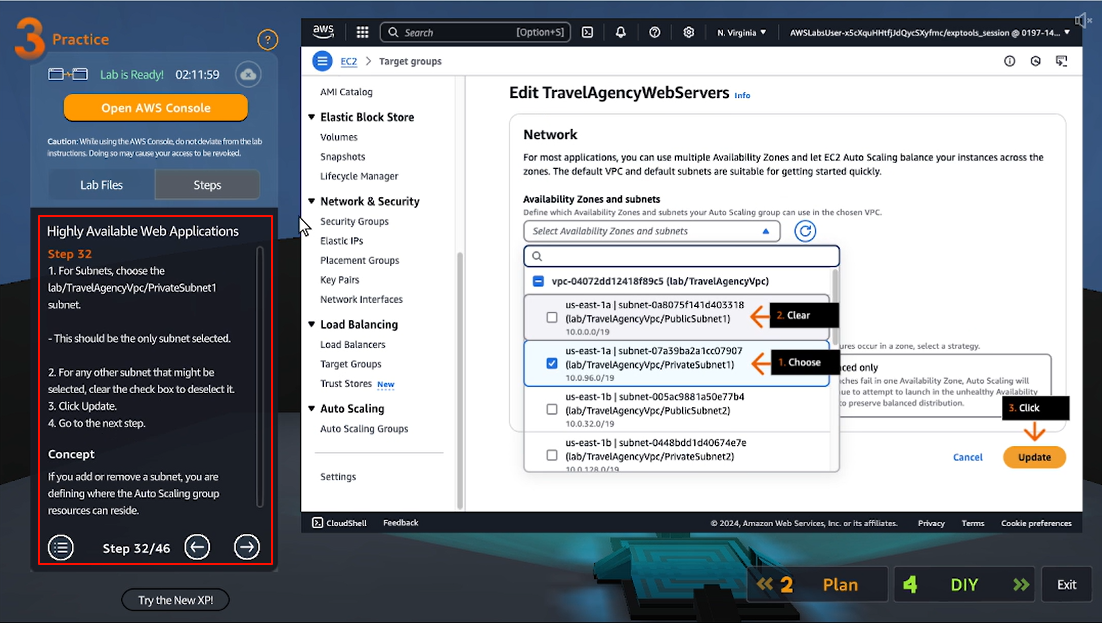 3 Practice
?
Lab is Ready! 02:11:59
Open AWS Console
Caution: While using the AWS Console, do not deviate from the lab
instructions. Doing so may cause your access to be revoked.
Lab Files
Steps
Highly Available Web Applications
Step 32
1. For Subnets, choose the
lab/TravelAgencyVpc/PrivateSubnet1
subnet.
- This should be the only subnet selected.
2. For any other subnet that might be
selected, clear the check box to deselect it.
3. Click Update.
4. Go to the next step.
Concept
If you add or remove a subnet, you are
defining where the Auto Scaling group
resources can reside.
Step 32/46
Try the New XP!
aws
Search
[Option+S]
N. Virginia
AWSLabsUser-x5cXquHHtfjJdQycSXyfmc/exptools_session @ 0197-14...
EC2 > Target groups
AMI Catalog
Elastic Block Store
Volumes
Snapshots
Lifecycle Manager
Network & Security
Security Groups
Elastic IPs
Placement Groups
Key Pairs
Network Interfaces
Load Balancing
Load Balancers
Target Groups
Trust Stores New
Auto Scaling
Auto Scaling Groups
Settings
Edit TravelAgencyWebServers Info
Network
For most applications, you can use multiple Availability Zones and let EC2 Auto Scaling balance your instances across the
zones. The default VPC and default subnets are suitable for getting started quickly.
Availability Zones and subnets
Define which Availability Zones and subnets your Auto Scaling group can use in the chosen VPC.
Select Availability Zones and subnets
vpc-04072dd12418f89c5 (lab/TravelAgencyVpc)
us-east-1a | subnet-0a8075f141d403318
(lab/TravelAgencyVpc/PublicSubnet1)
10.0.0.0/19
2. Clear
us-east-1a | subnet-07a39ba2a1cc07907
(lab/TravelAgencyVpc/PrivateSubnet1)
10.0.96.0/19
1. Choose
us-east-1b | subnet-005ac9881a50e77b4
(lab/TravelAgencyVpc/PublicSubnet2)
10.0.32.0/19
us-east-1b | subnet-0448bdd1d40674e7e
(lab/TravelAgencyVpc/PrivateSubnet2)
10.0.128.0/19
ures occur in a zone, select a strategy.
ced only
ches fail in one Availability Zone, Auto Scaling will
ue to attempt to launch in the unhealthy Availability
to preserve balanced distribution.
3. Click
Cancel
Update
CloudShell
Feedback
© 2024, Amazon Web Services, Inc. or its affiliates.
Privacy
Terms
Cookie preferences
2 Plan
4 DIY
Exit